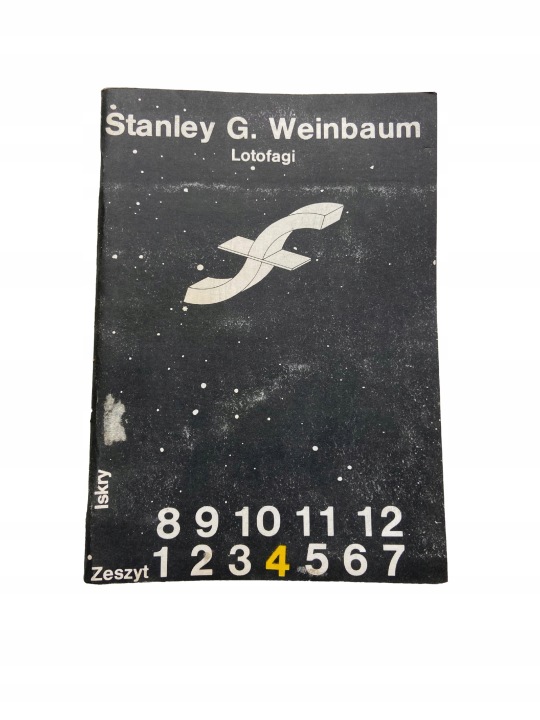 Stanley G. Weinbaum
Lotofagi
Iskry
8 9 10 11 12
Zeszyt 1 2 3 4 5 6 7